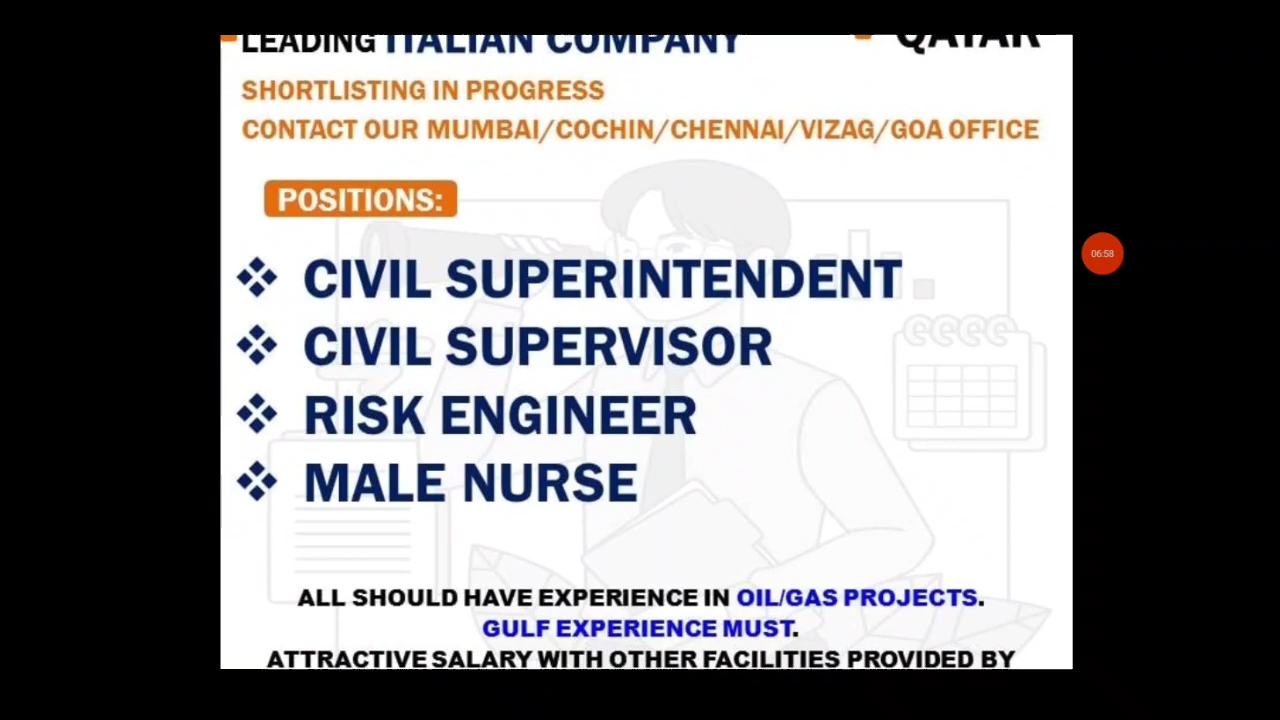 LEADING ITALIAN COMPANY QATAR
SHORTLISTING IN PROGRESS
CONTACT OUR MUMBAI/COCHIN/CHENNAI/VIZAG/GOA OFFICE
POSITIONS:
CIVIL SUPERINTENDENT
06:58
CIVIL SUPERVISOR
RISK ENGINEER
MALE NURSE
ALL SHOULD HAVE EXPERIENCE IN OIL/GAS PROJECTS.
GULF EXPERIENCE MUST.
ATTRACTIVE SALARY WITH OTHER FACILITIES PROVIDED BY